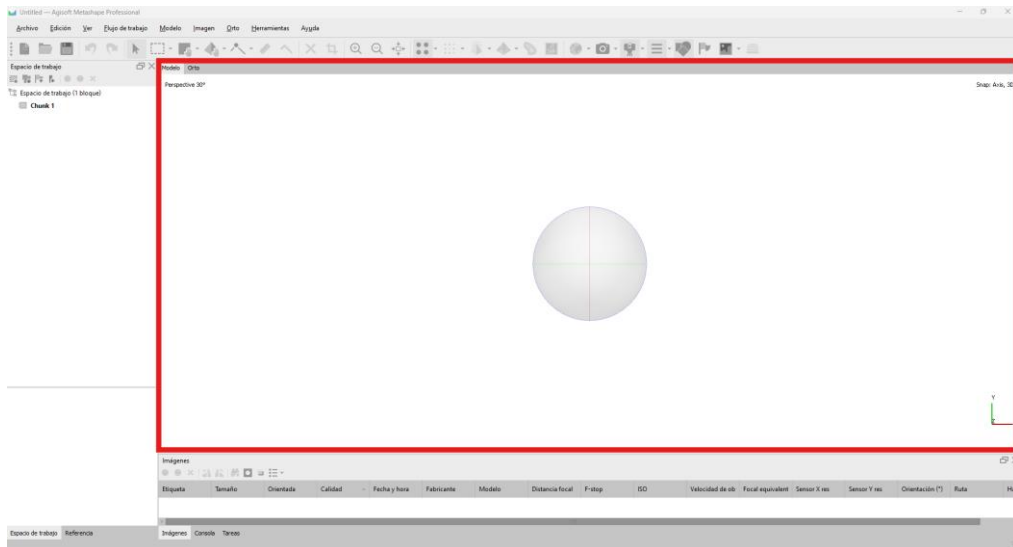 Untitled — Agisoft Metashape Professional
Archivo Edición Ver Flujo de trabajo Modelo Imagen Orto Herramientas Ayuda
Espacio de trabajo
Modelo Orto
Perspective 30°
Snap: Axis, 3D
Espacio de trabajo (1 bloque)
Chunk 1
Y
Imágenes
Etiqueta Tamaño Orientada Calidad Fecha y hora Fabricante Modelo Distancia focal F-stop ISO Velocidad de ob Focal equivalent Sensor X res Sensor Y res Orientación (°) Ruta
Espacio de trabajo Referencia
Imágenes Consola Tareas